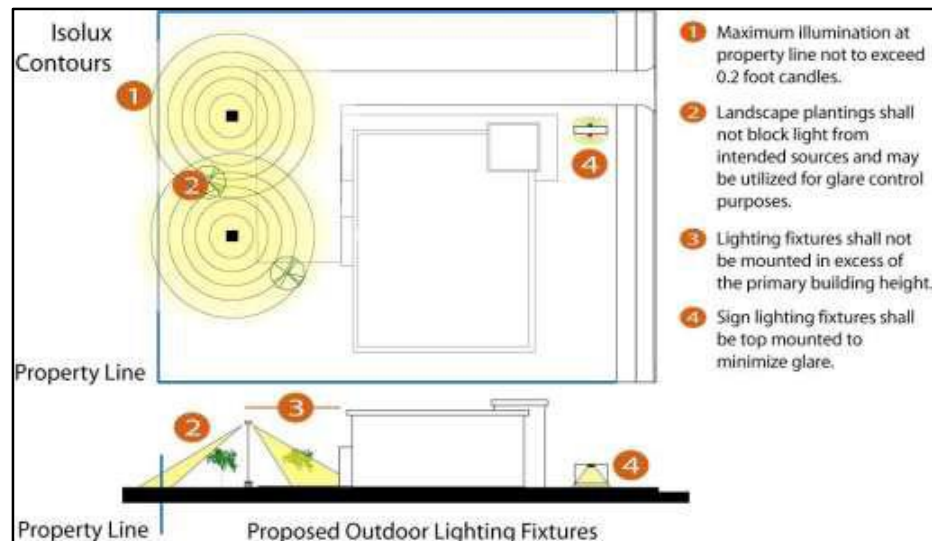 Isolux
Contours
1
2
4
Property Line
1 Maximum illumination at
property line not to exceed
0.2 foot candles.
2 Landscape plantings shall
not block light from
intended sources and may
be utilized for glare control
purposes.
3 Lighting fixtures shall not
be mounted in excess of
the primary building height.
4 Sign lighting fixtures shall
be top mounted to
minimize glare.
2
3
4
Property Line
Proposed Outdoor Lighting Fixtures